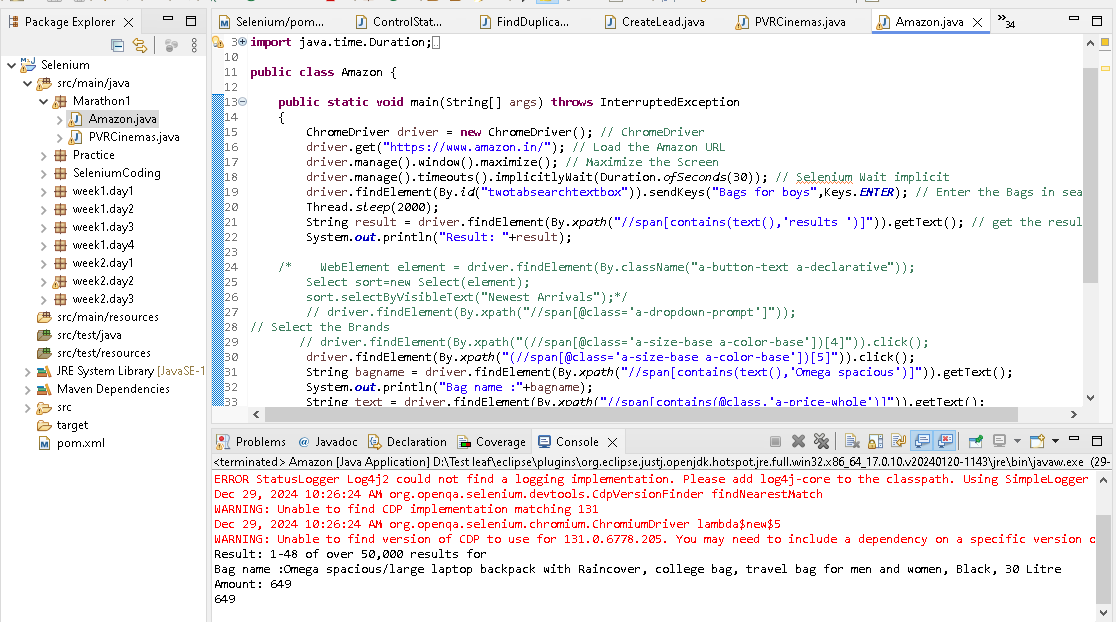 Package Explorer
Selenium
src/main/java
Marathon1
Amazon.java
PVRCinemas.java
Practice
SeleniumCoding
week1.day1
week1.day2
week1.day3
week1.day4
week2.day1
week2.day2
week2.day3
src/main/resources
src/test/java
src/test/resources
JRE System Library [JavaSE-1
Maven Dependencies
src
target
pom.xml
Selenium/pom... ControlStat... FindDuplica... CreateLead.java PVRCinemas.java Amazon.java 34
3 import java.time.Duration;
10
11 public class Amazon {
12
13 public static void main(String[] args) throws InterruptedException
14 {
15 ChromeDriver driver = new ChromeDriver(); // ChromeDriver
16 driver.get("https://www.amazon.in/"); // Load the Amazon URL
17 driver.manage().window().maximize(); // Maximize the Screen
18 driver.manage().timeouts().implicitlyWait(Duration.ofSeconds(30)); // Selenium Wait implicit
19 driver.findElement(By.id("twotabsearchtextbox")).sendKeys("Bags for boys",Keys.ENTER); // Enter the Bags in sea
20 Thread.sleep(2000);
21 String result = driver.findElement(By.xpath("//span[contains(text(),'results ')]")).getText(); // get the resul
22 System.out.println("Result: "+result);
23
24 /* WebElement element = driver.findElement(By.className("a-button-text a-declarative"));
25 Select sort=new Select(element);
26 sort.selectByVisibleText("Newest Arrivals");*/
27 // driver.findElement(By.xpath("//span[@class='a-dropdown-prompt']"));
28 // Select the Brands
29 // driver.findElement(By.xpath("(//span[@class='a-size-base a-color-base'])[4]")).click();
30 driver.findElement(By.xpath("(//span[@class='a-size-base a-color-base'])[5]")).click();
31 String bagname = driver.findElement(By.xpath("//span[contains(text(),'Omega spacious')]")).getText();
32 System.out.println("Bag name :"+bagname);
33 String text = driver.findElement(By.xpath("//span[contains(@class,'a-price-whole')]")).getText();
Problems Javadoc Declaration Coverage Console
<terminated> Amazon [Java Application] D:\Test leaf\eclipse\plugins\org.eclipse.justj.openjdk.hotspot.jre.full.win32.x86_64_17.0.10.v20240120-1143\jre\bin\javaw.exe (29-
ERROR StatusLogger Log4j2 could not find a logging implementation. Please add log4j-core to the classpath. Using SimpleLogger
Dec 29, 2024 10:26:24 AM org.openqa.selenium.devtools.CdpVersionFinder findNearestMatch
WARNING: Unable to find CDP implementation matching 131
Dec 29, 2024 10:26:24 AM org.openqa.selenium.chromium.ChromiumDriver lambda$new$5
WARNING: Unable to find version of CDP to use for 131.0.6778.205. You may need to include a dependency on a specific version o
Result: 1-48 of over 50,000 results for
Bag name :Omega spacious/large laptop backpack with Raincover, college bag, travel bag for men and women, Black, 30 Litre
Amount: 649
649